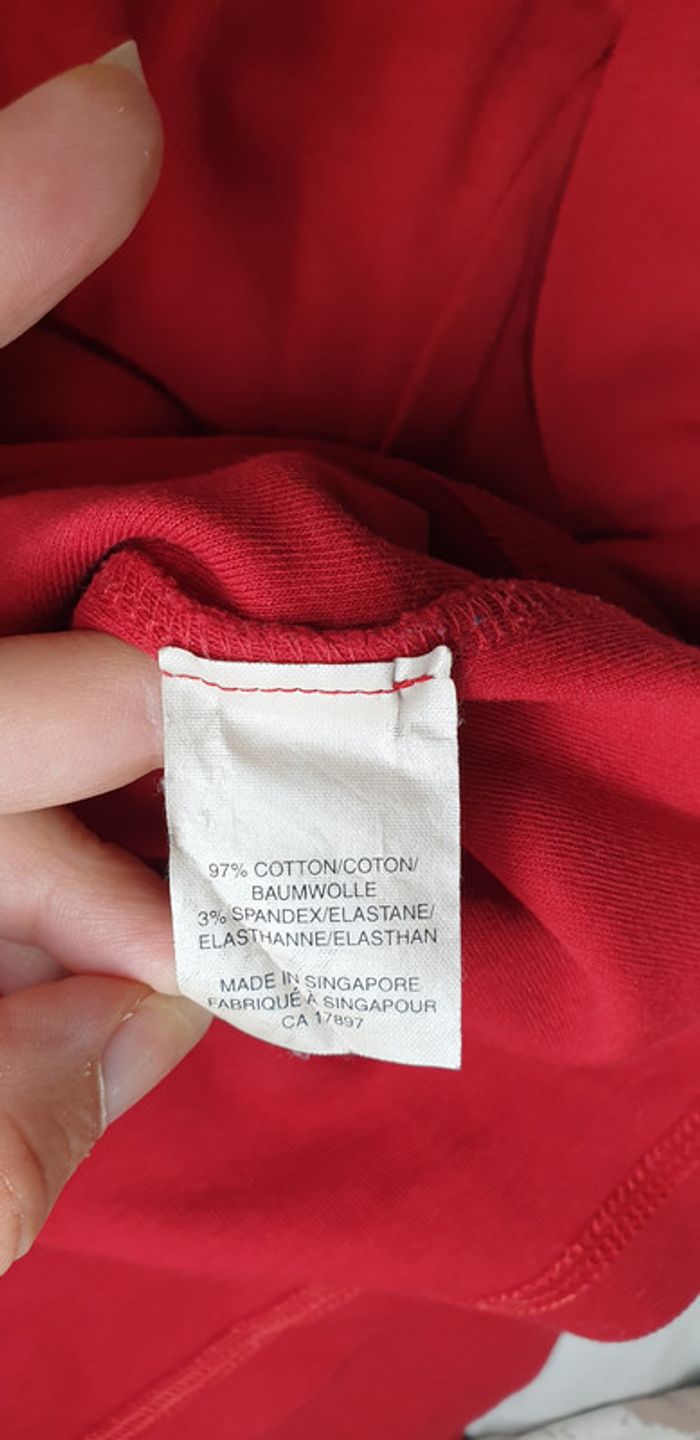 97% COTTON/COTON/
BAUMWOLLE
3% SPANDEX/ELASTANE/
ELASTHANNE/ELASTHAN
MADE IN SINGAPORE
FABRIQUÉ À SINGAPOUR
CA 17897